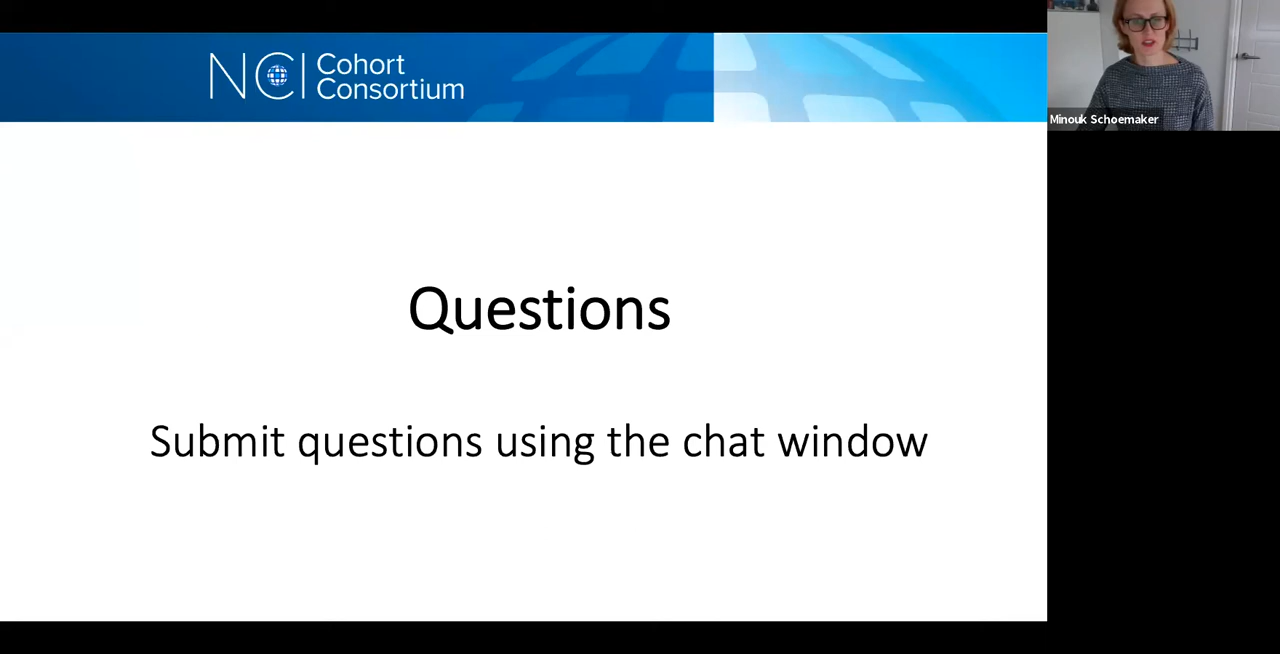 NCI Cohort
Consortium
Minouk Schoemaker
Questions
Submit questions using the chat window